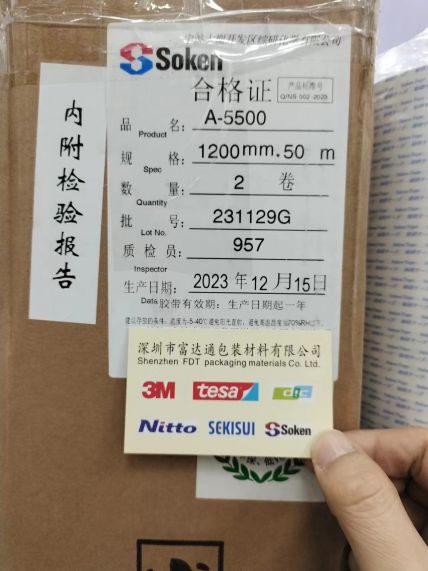 Soken
合格证
产品标准号
Q/NS 002-2023
品 名: A-5500
Product
规 格: 1200mm.50 m
Spec
数 量: 2 卷
Quantity
批 号: 231129G
Lot No.
质 检 员: 957
Inspector
生产日期: 2023 年 12 月 15 日
Data 胶带有效期: 生产日期起一年
内附检验报告
深圳市富达通包装材料有限公司
Shenzhen FDT packaging materials Co. Ltd.
3M tesa dic
Nitto SEKISUI Soken